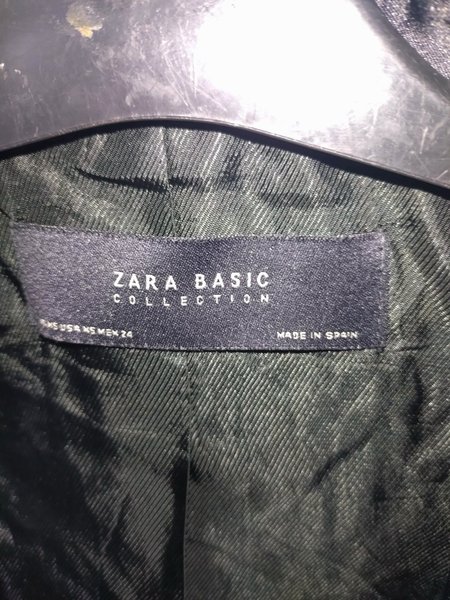 ZARA BASIC
COLLECTION
USA XS MEX 24 MADE IN SPAIN